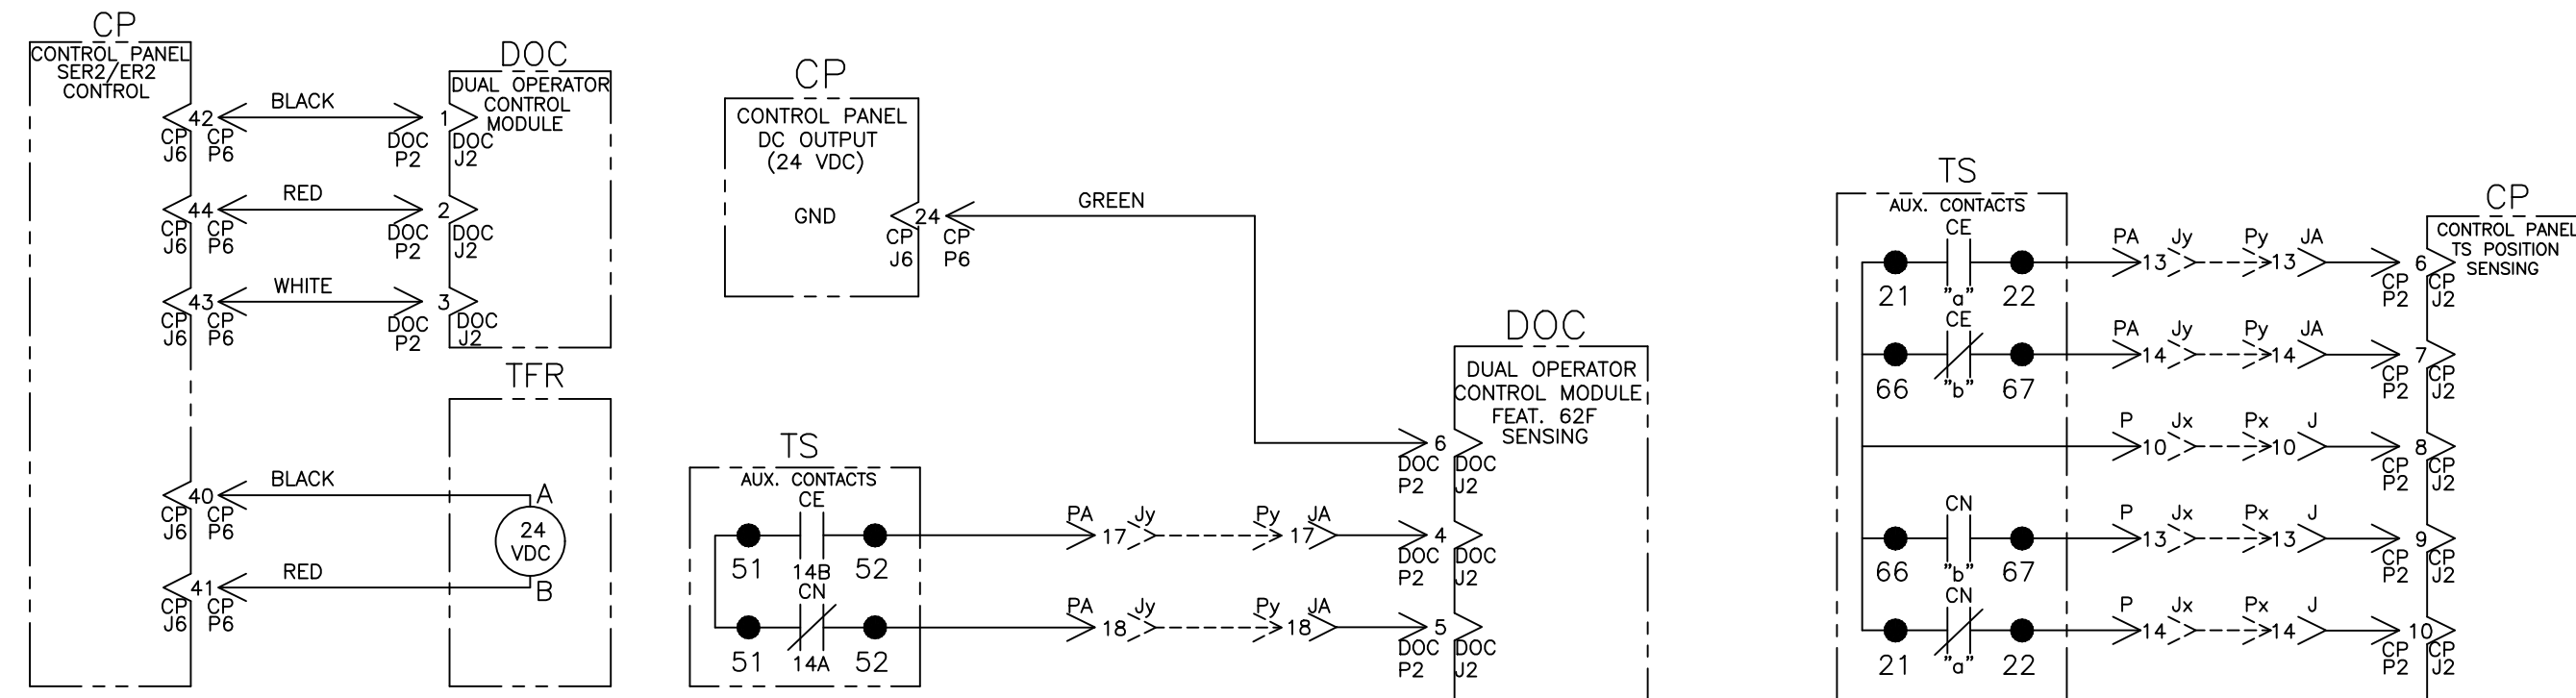 CP
CONTROL PANEL
SER2/ER2
CONTROL
42
CP
J6
CP
P6
BLACK
DOC
P2
1
DOC
J2
44
CP
J6
CP
P6
RED
DOC
P2
2
DOC
J2
43
CP
J6
CP
P6
WHITE
DOC
P2
3
DOC
J2
DOC
DUAL OPERATOR
CONTROL
MODULE
TFR
40
CP
J6
CP
P6
BLACK
A
24
VDC
41
CP
J6
CP
P6
RED
B
CP
CONTROL PANEL
DC OUTPUT
(24 VDC)
GND
24
CP
J6
CP
P6
GREEN
DOC
DUAL OPERATOR
CONTROL MODULE
FEAT. 62F
SENSING
6
DOC
P2
DOC
J2
TS
AUX. CONTACTS
CE
51
14B
52
PA
17
Jy
Py
17
JA
4
DOC
P2
DOC
J2
CN
51
14A
52
PA
18
Jy
Py
18
JA
5
DOC
P2
DOC
J2
TS
AUX. CONTACTS
CE
21
"a"
22
PA
13
Jy
Py
13
JA
6
CP
P2
CP
J2
CP
CONTROL PANEL
TS POSITION
SENSING
CE
66
"b"
67
PA
14
Jy
Py
14
JA
7
CP
P2
CP
J2
P
10
Jx
Px
10
J
8
CP
P2
CP
J2
CN
66
"b"
67
P
13
Jx
Px
13
J
9
CP
P2
CP
J2
CN
21
"a"
22
P
14
Jx
Px
14
J
10
CP
P2
CP
J2